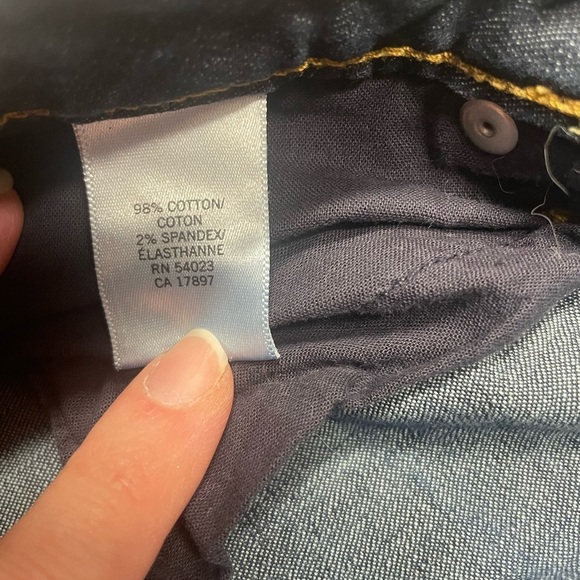 98% COTTON/
COTON
2% SPANDEX/
ÉLASTHANNE
RN 54023
CA 17897